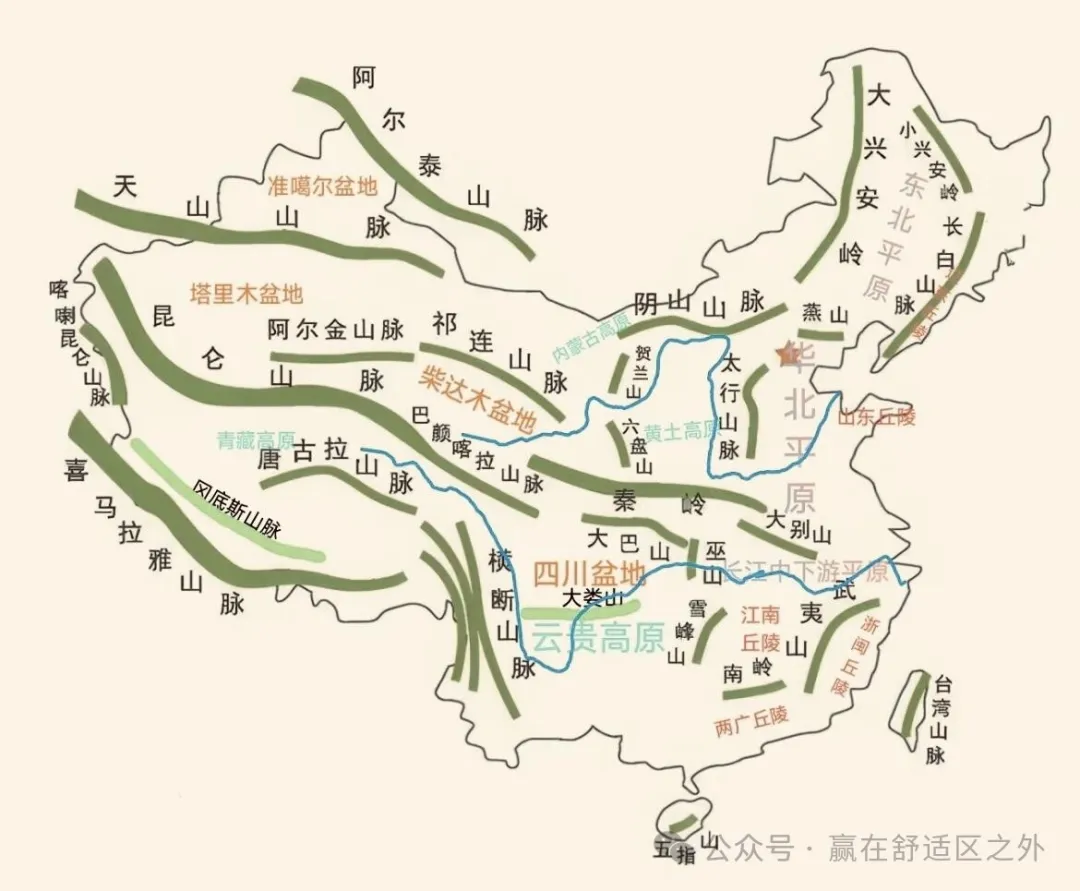 阿尔泰山脉
准噶尔盆地
天山山脉
塔里木盆地
喀喇昆仑山脉
昆仑山脉
阿尔金山脉
祁连山脉
柴达木盆地
巴颜喀拉山脉
青藏高原
唐古拉山脉
冈底斯山脉
喜马拉雅山脉
横断山脉
大兴安岭
小兴安岭
东北平原
长白山脉
阴山山脉
内蒙古高原
燕山
贺兰山
太行山脉
华北平原
六盘山
黄土高原
山东丘陵
秦岭
大别山
大巴山
巫山
四川盆地
长江中下游平原
大娄山
云贵高原
雪峰山
江南
丘陵
武夷山
浙闽丘陵
南岭
两广丘陵
台湾山脉
五指山
公众号 · 赢在舒适区之外